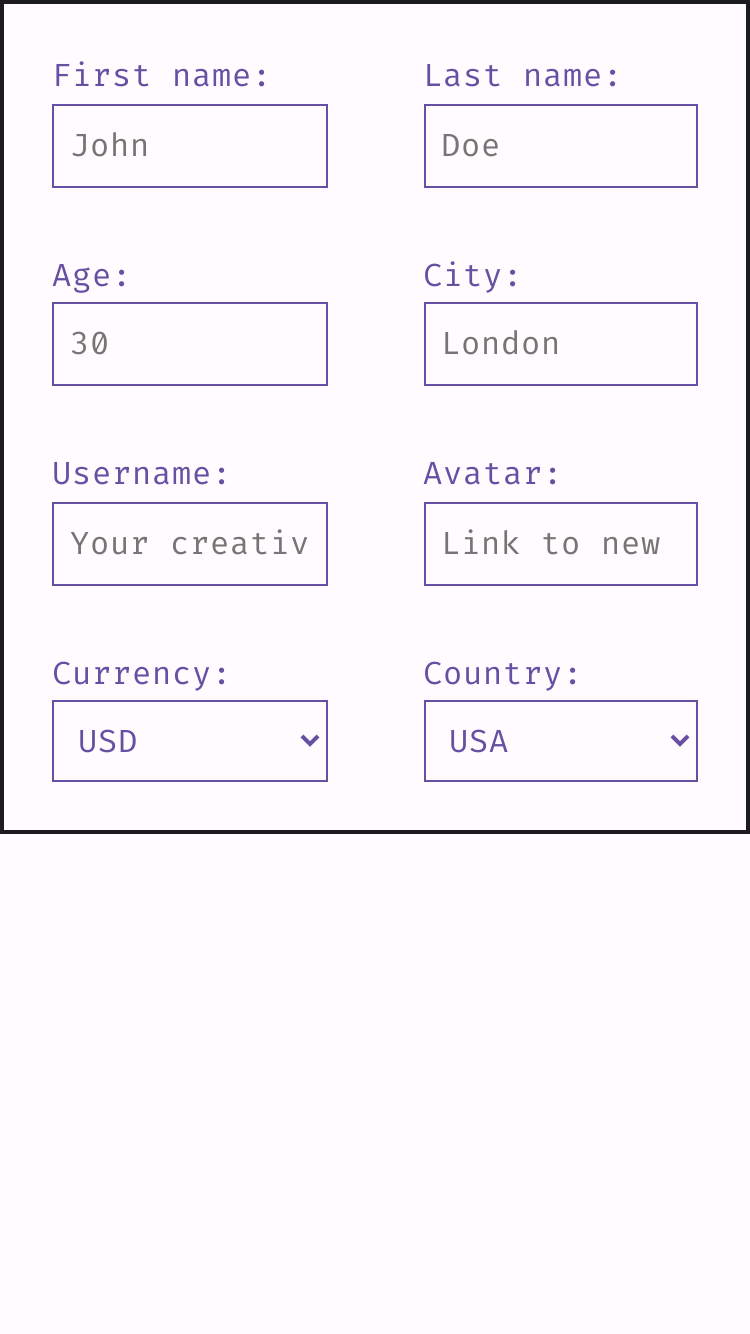 First name:
Last name:
John
Doe
Age:
City:
30
London
Username:
Avatar:
Your creativ
Link to new
Currency:
Country:
USD
USA